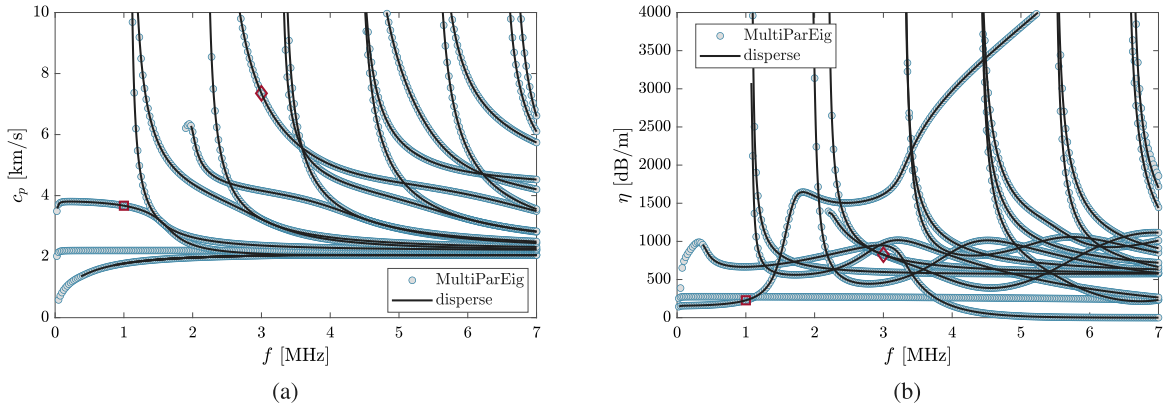 10
8
6
4
2
0
c_p [km/s]
0 1 2 3 4 5 6 7
f [MHz]
MultiParEig
disperse
(a)
4000
3500
3000
2500
2000
1500
1000
500
0
η [dB/m]
0 1 2 3 4 5 6 7
f [MHz]
MultiParEig
disperse
(b)